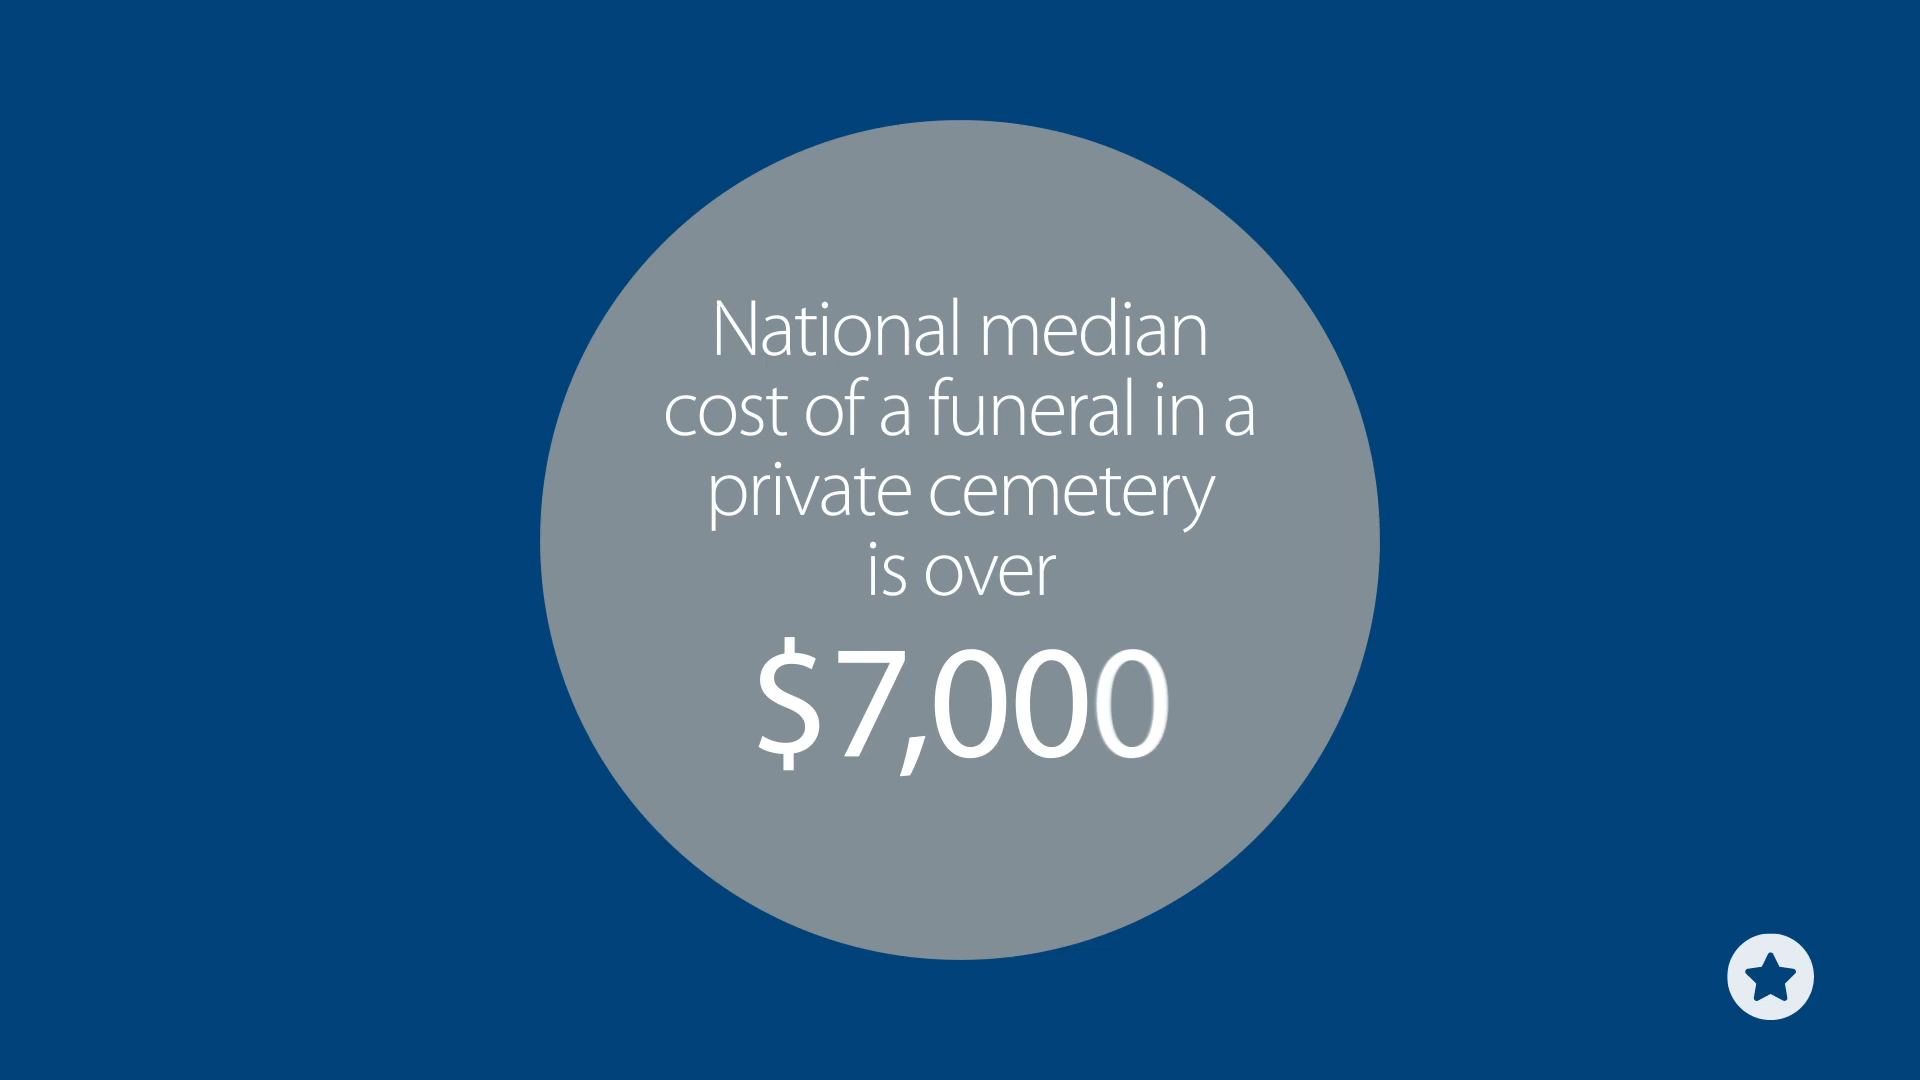 National median
cost of a funeral in a
private cemetery
is over
$7,000